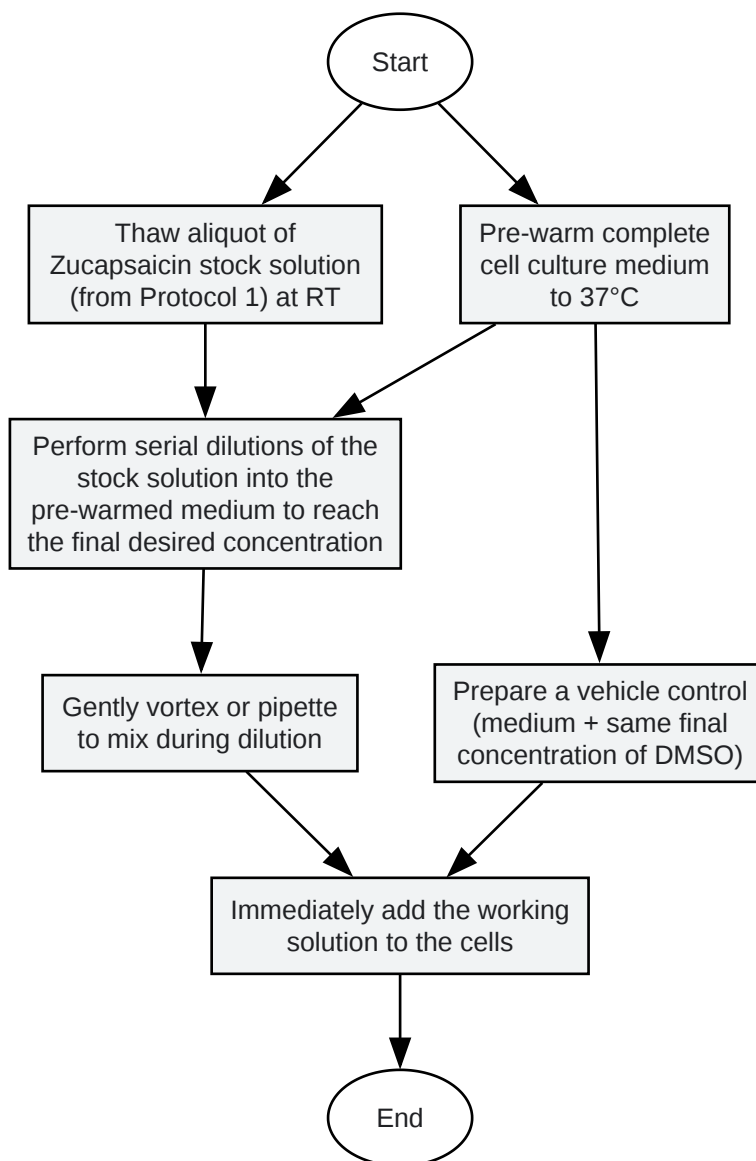 Start
Thaw aliquot of
Zucapsaicin stock solution
(from Protocol 1) at RT
Pre-warm complete
cell culture medium
to 37°C
Perform serial dilutions of the
stock solution into the
pre-warmed medium to reach
the final desired concentration
Gently vortex or pipette
to mix during dilution
Prepare a vehicle control
(medium + same final
concentration of DMSO)
Immediately add the working
solution to the cells
End